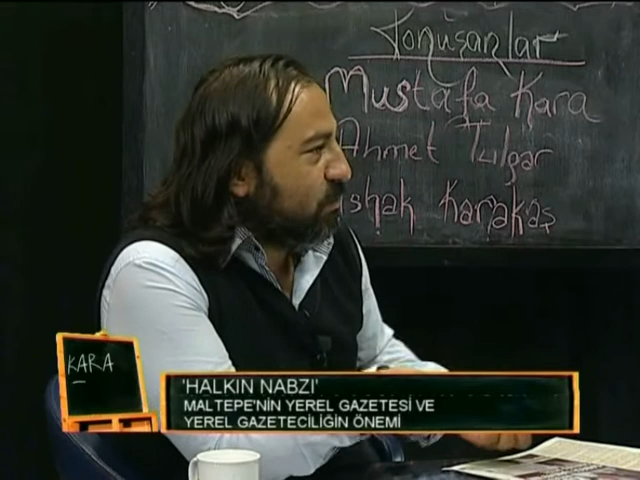 Konuşanlar
Mustafa Kara
Ahmet Tulgar
ishak Karakaş
KARA
'HALKIN NABZI'
MALTEPE'NİN YEREL GAZETESİ VE
YEREL GAZETECİLİĞİN ÖNEMİ